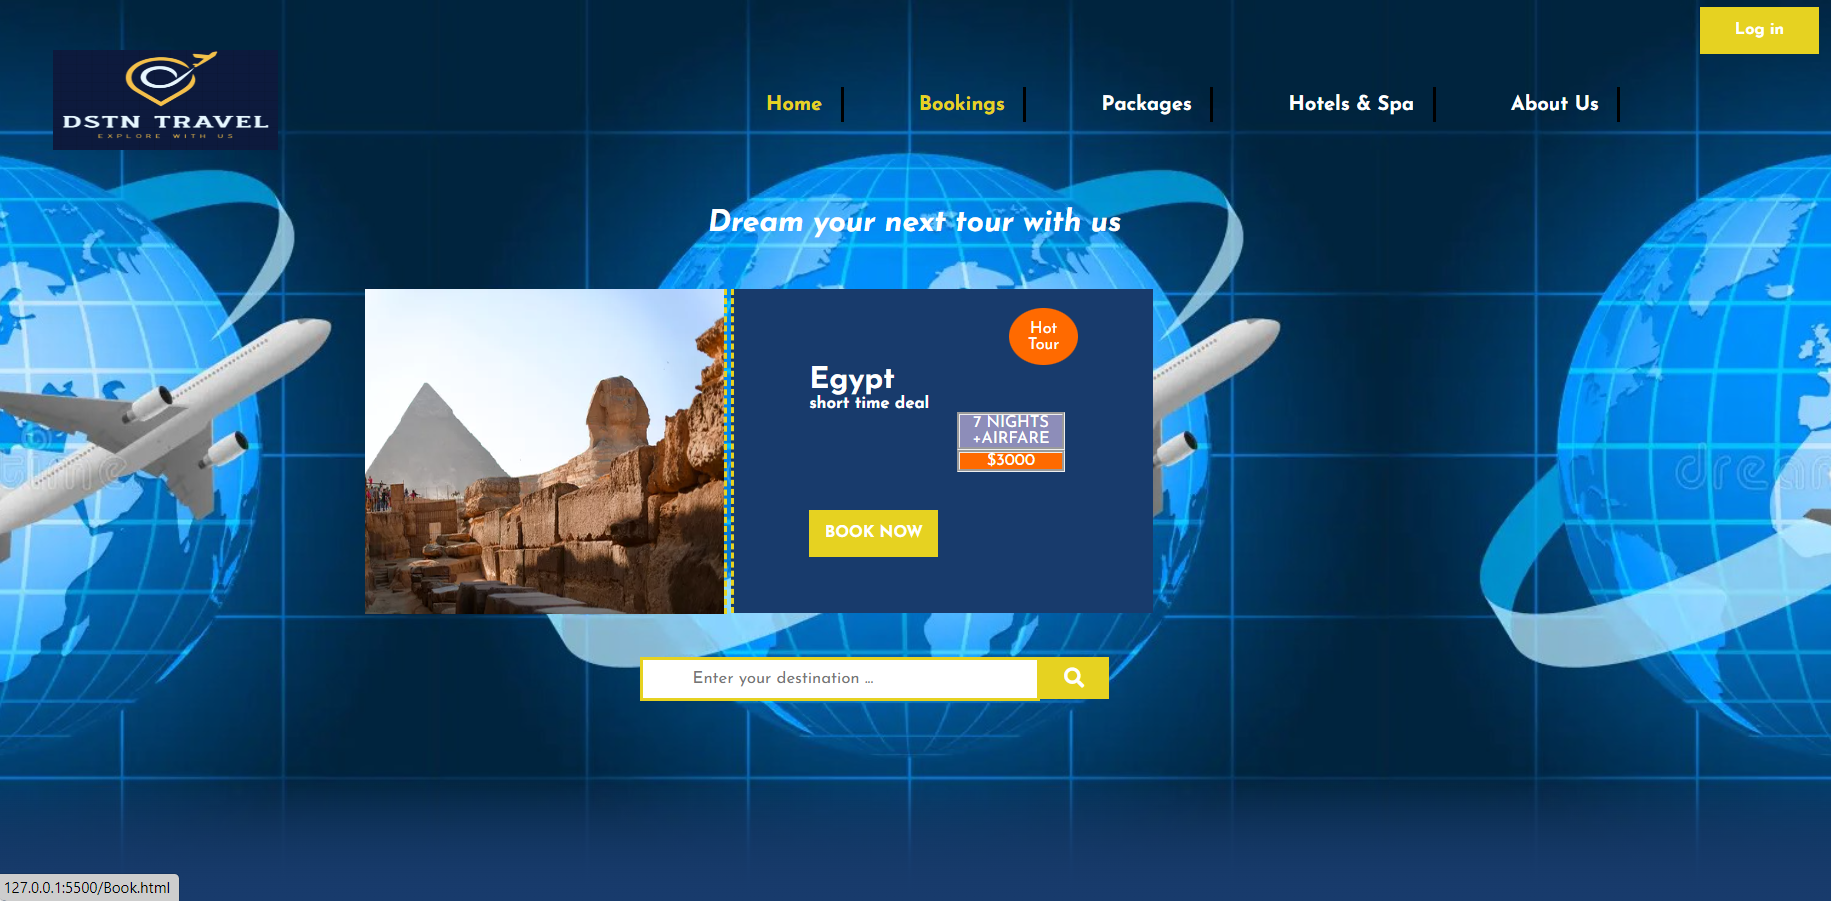 Log in
DSTN TRAVEL
EXPLORE WITH US
Home
Bookings
Packages
Hotels & Spa
About Us
Dream your next tour with us
Hot
Tour
Egypt
short time deal
7 NIGHTS
+AIRFARE
$3000
BOOK NOW
Enter your destination ...
127.0.0.1:5500/Book.html